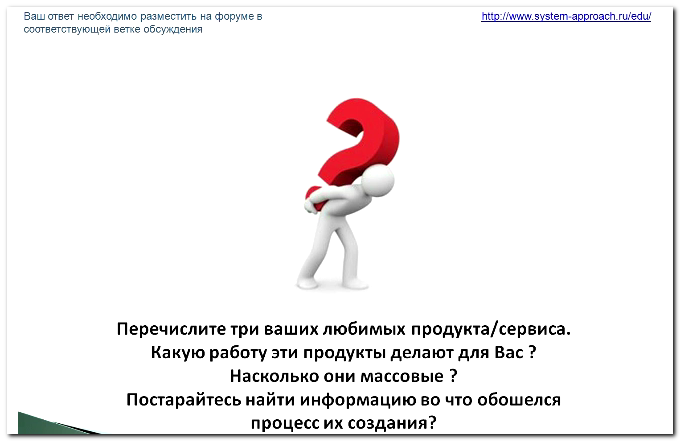 Ваш ответ необходимо разместить на форуме в
соответствующей ветке обсуждения
http://www.system-approach.ru/edu/
Перечислите три ваших любимых продукта/сервиса.
Какую работу эти продукты делают для Вас ?
Насколько они массовые ?
Постарайтесь найти информацию во что обошелся
процесс их создания?